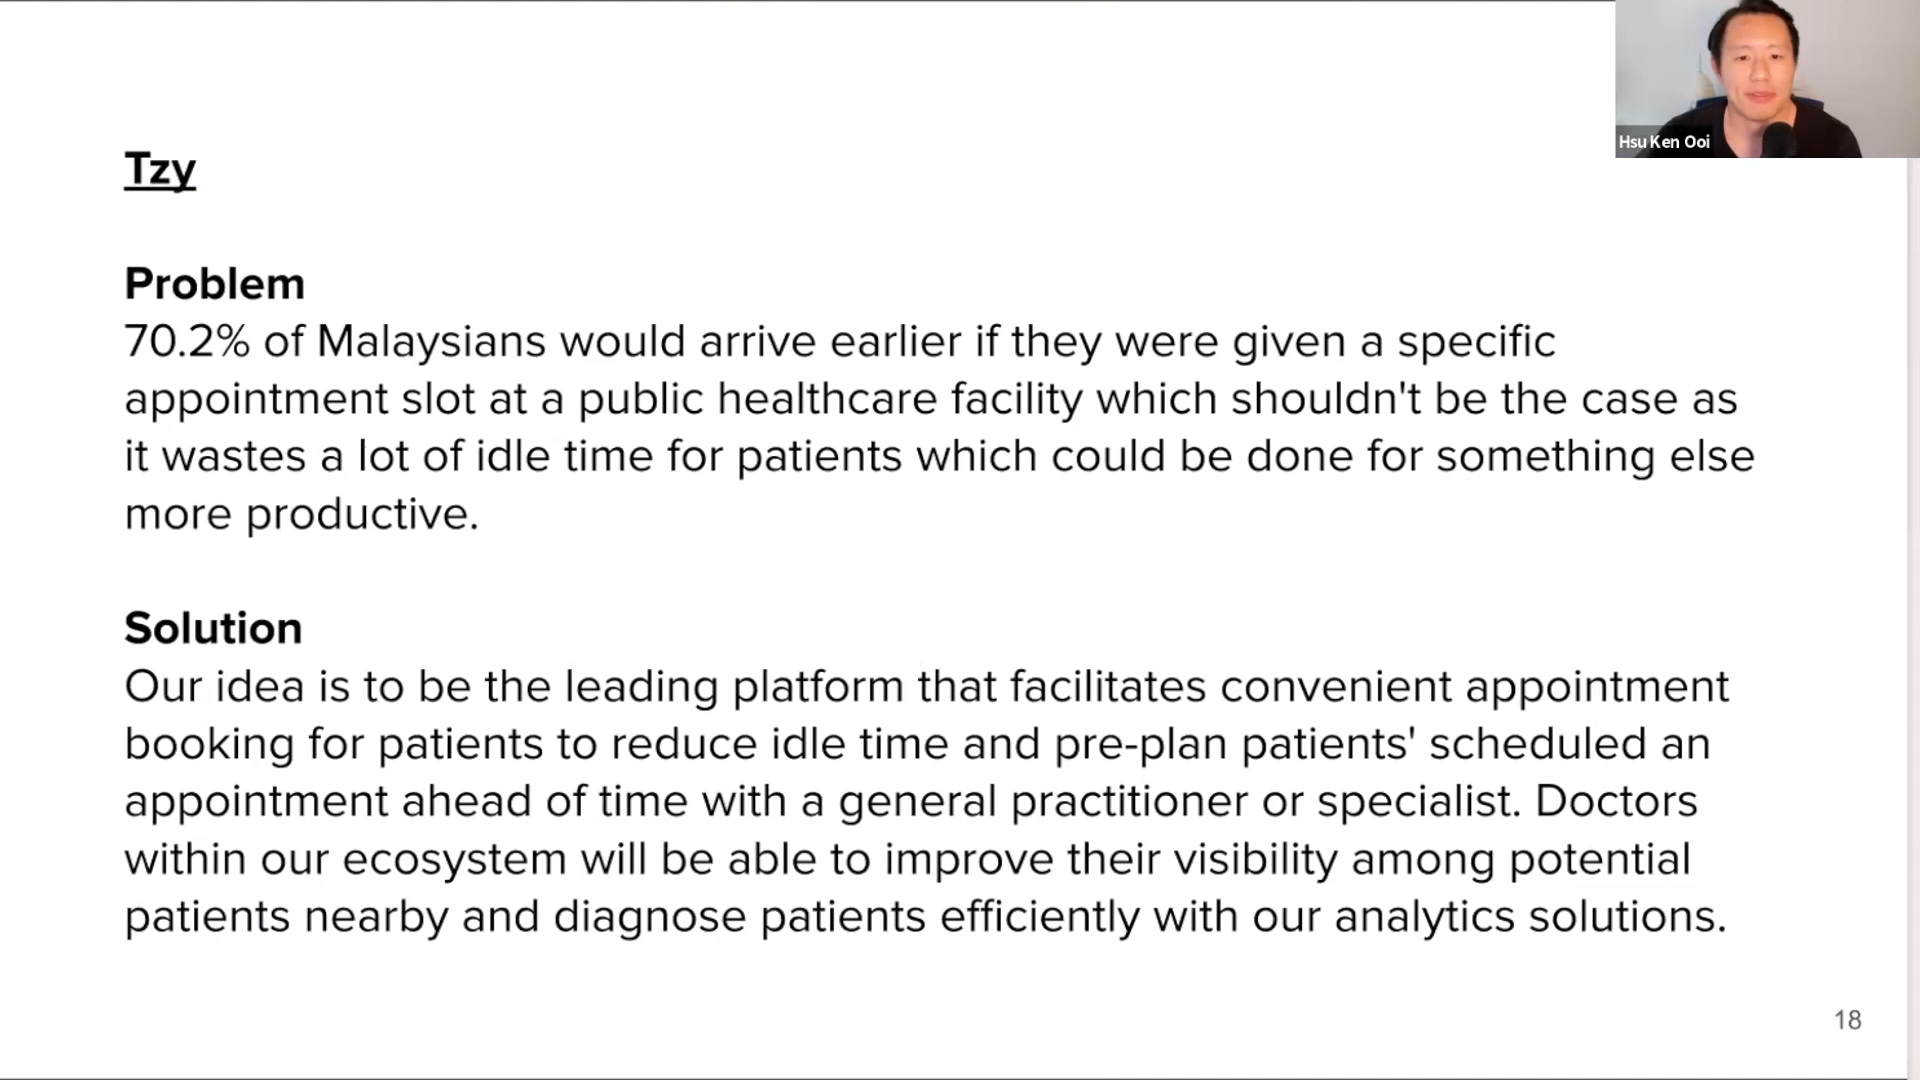 Hsu Ken Ooi
Tzy
Problem
70.2% of Malaysians would arrive earlier if they were given a specific
appointment slot at a public healthcare facility which shouldn't be the case as
it wastes a lot of idle time for patients which could be done for something else
more productive.
Solution
Our idea is to be the leading platform that facilitates convenient appointment
booking for patients to reduce idle time and pre-plan patients' scheduled an
appointment ahead of time with a general practitioner or specialist. Doctors
within our ecosystem will be able to improve their visibility among potential
patients nearby and diagnose patients efficiently with our analytics solutions.
18